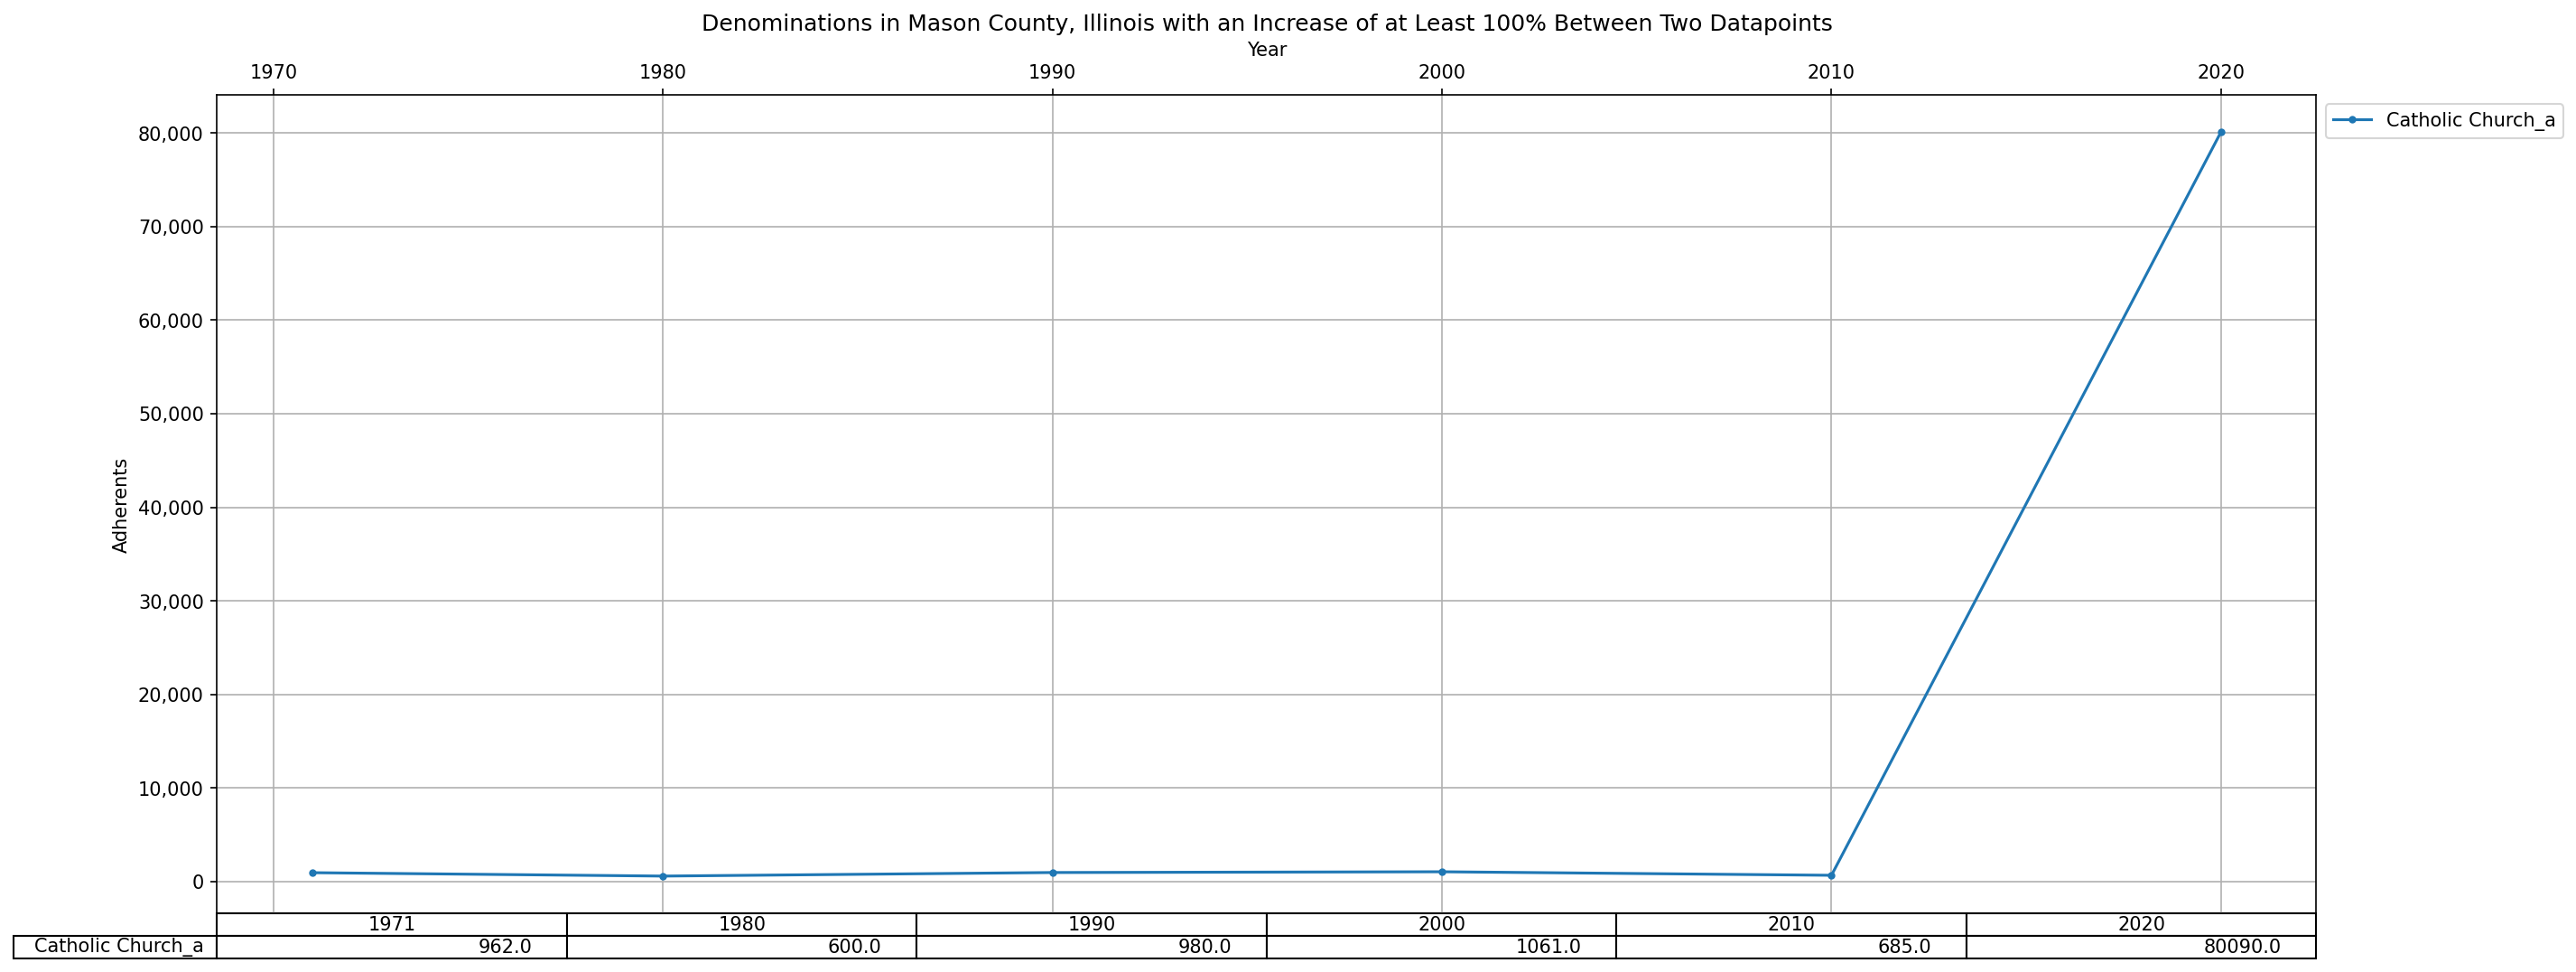 Denominations in Mason County, Illinois with an Increase of at Least 100% Between Two Datapoints
Year
1970 1980 1990 2000 2010 2020
Catholic Church_a
80,000
70,000
60,000
50,000
40,000
30,000
20,000
10,000
0
Adherents
1971 1980 1990 2000 2010 2020
Catholic Church_a 962.0 600.0 980.0 1061.0 685.0 80090.0